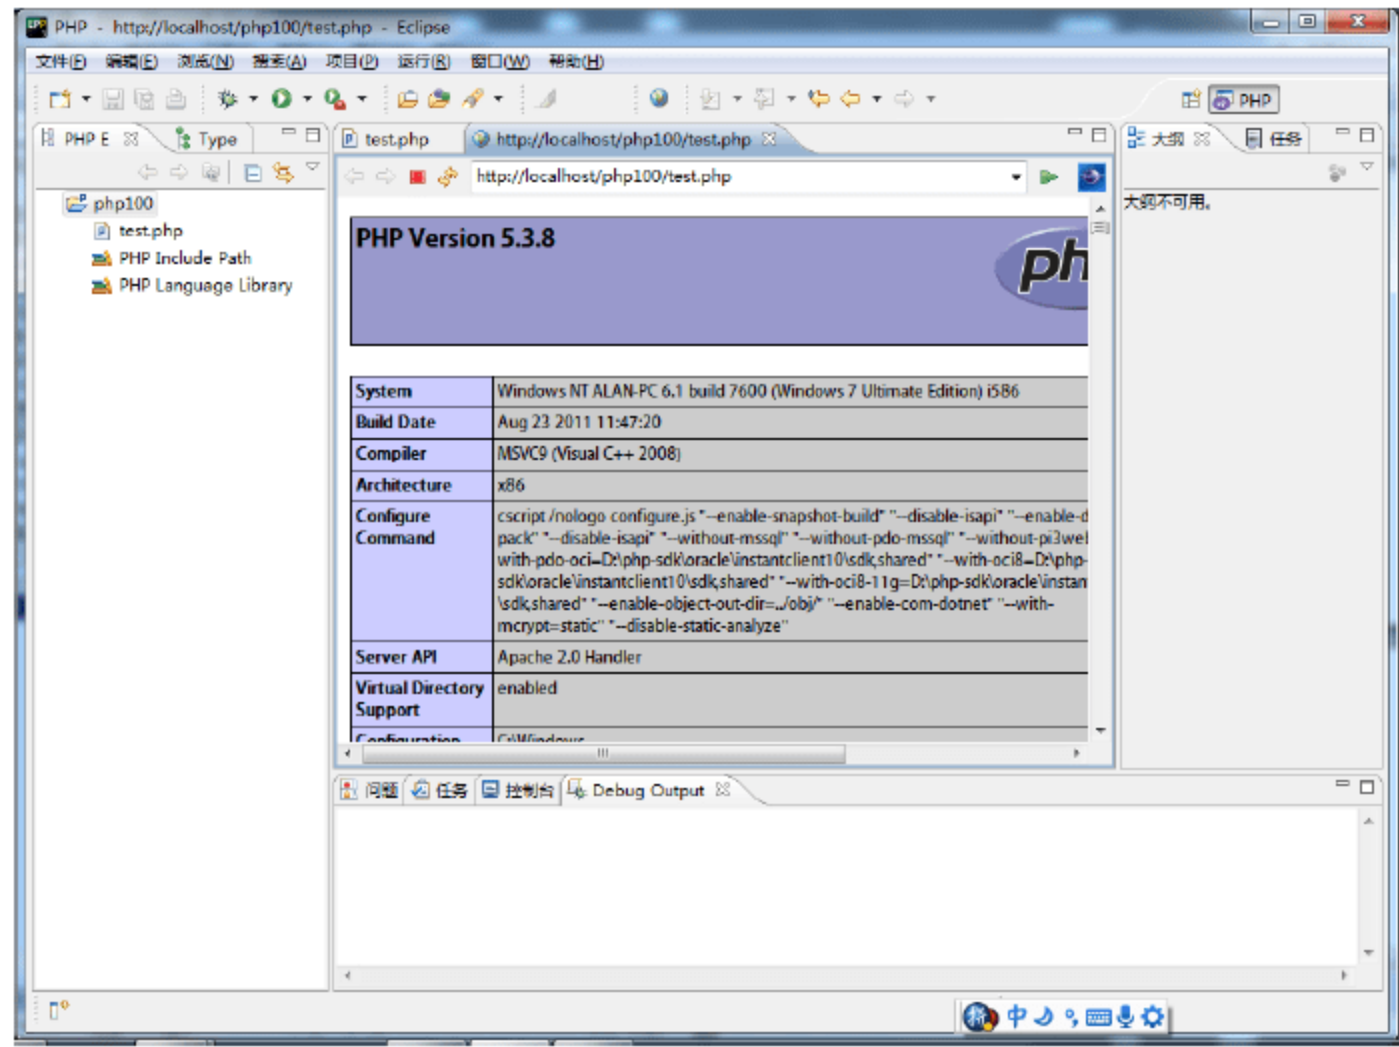 PHP - http://localhost/php100/test.php - Eclipse
文件(F) 编辑(E) 浏览(N) 搜索(A) 项目(P) 运行(R) 窗口(W) 帮助(H)
PHP
PHP E
Type
test.php
http://localhost/php100/test.php
大纲
任务
http://localhost/php100/test.php
大纲不可用。
php100
test.php
PHP Include Path
PHP Language Library
PHP Version 5.3.8
ph
System Windows NT ALAN-PC 6.1 build 7600 (Windows 7 Ultimate Edition) i586
Build Date Aug 23 2011 11:47:20
Compiler MSVC9 (Visual C++ 2008)
Architecture x86
Configure Command
cscript /nologo configure.js "--enable-snapshot-build" "--disable-isapi" "--enable-d
pack" "--disable-isapi" "--without-mssql" "--without-pdo-mssql" "--without-pi3wel
with-pdo-oci=D:\php-sdk\oracle\instantclient10\sdk,shared" "--with-oci8=D:\php-
sdk\oracle\instantclient10\sdk,shared" "--with-oci8-11g=D:\php-sdk\oracle\instan
\sdk,shared" "--enable-object-out-dir=../obj/" "--enable-com-dotnet" "--with-
mcrypt=static" "--disable-static-analyze"
Server API Apache 2.0 Handler
Virtual Directory Support enabled
Configuration C:\Windows
问题 任务 控制台 Debug Output
拼 中